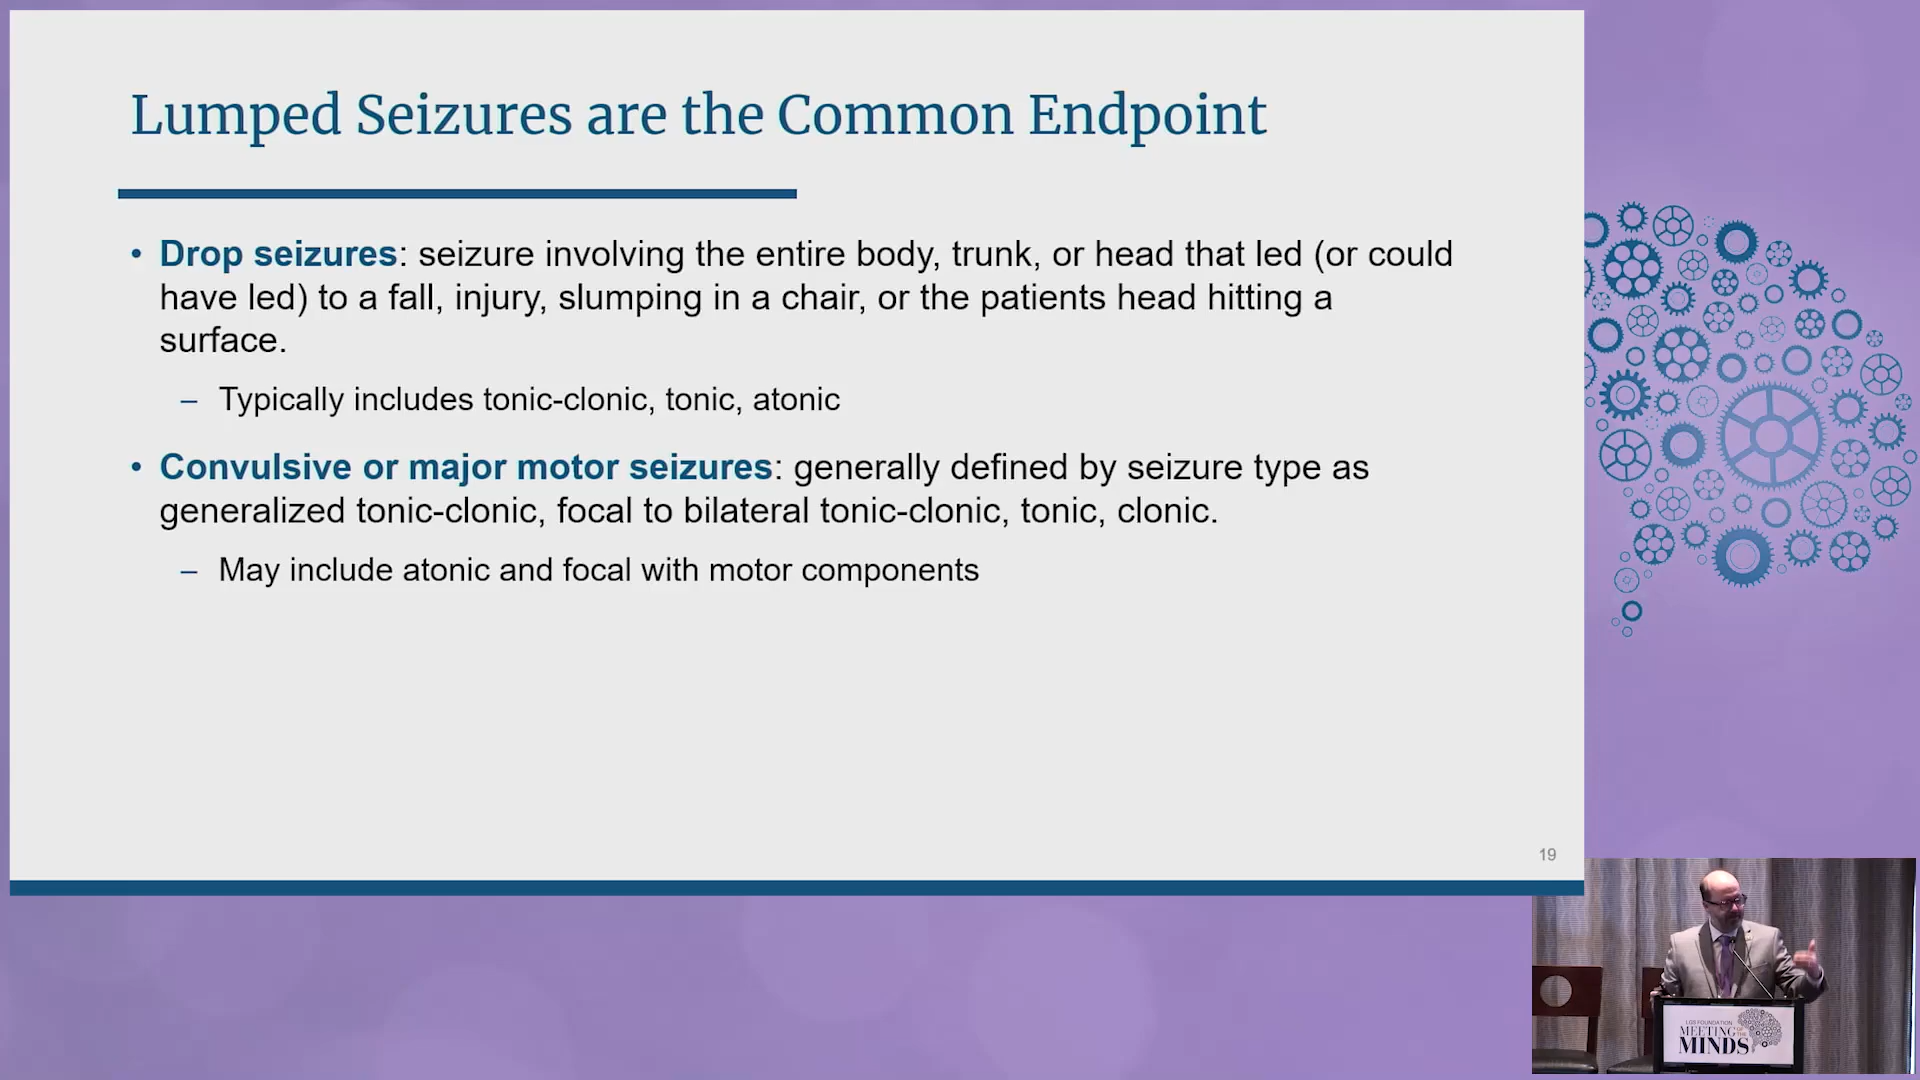 Lumped Seizures are the Common Endpoint
• Drop seizures: seizure involving the entire body, trunk, or head that led (or could
have led) to a fall, injury, slumping in a chair, or the patients head hitting a
surface.
– Typically includes tonic-clonic, tonic, atonic
• Convulsive or major motor seizures: generally defined by seizure type as
generalized tonic-clonic, focal to bilateral tonic-clonic, tonic, clonic.
– May include atonic and focal with motor components
19
LGS FOUNDATION
MEETING OF THE
MINDS